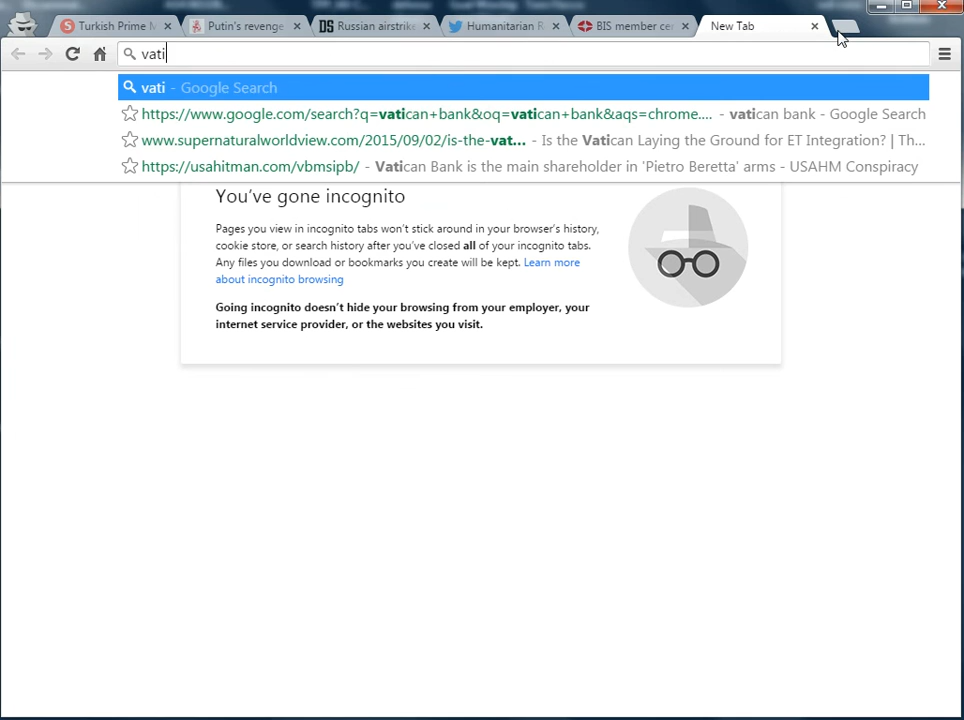 Turkish Prime M
Putin's revenge:
Russian airstrike
Humanitarian R
BIS member cen
New Tab
vati
vati - Google Search
https://www.google.com/search?q=vatican+bank&oq=vatican+bank&aqs=chrome.... - vatican bank - Google Search
www.supernaturalworldview.com/2015/09/02/is-the-vat... - Is the Vatican Laying the Ground for ET Integration? | Th...
https://usahitman.com/vbmsipb/ - Vatican Bank is the main shareholder in 'Pietro Beretta' arms - USAHM Conspiracy
You've gone incognito
Pages you view in incognito tabs won't stick around in your browser's history,
cookie store, or search history after you've closed all of your incognito tabs.
Any files you download or bookmarks you create will be kept. Learn more
about incognito browsing
Going incognito doesn't hide your browsing from your employer, your
internet service provider, or the websites you visit.